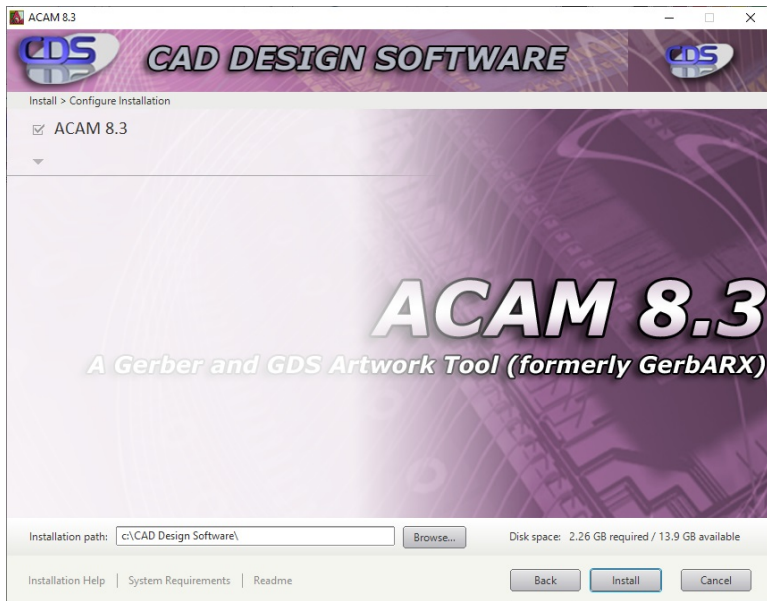 ACAM 8.3
CDS CAD DESIGN SOFTWARE CDS
Install > Configure Installation
ACAM 8.3
ACAM 8.3
A Gerber and GDS Artwork Tool (formerly GerbARX)
Installation path: c:\CAD Design Software\ Browse... Disk space: 2.26 GB required / 13.9 GB available
Installation Help | System Requirements | Readme Back Install Cancel